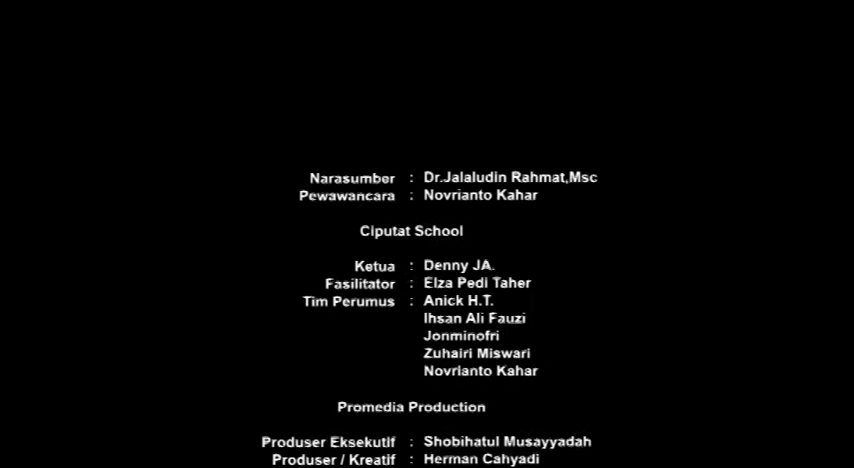 Narasumber : Dr.Jalaludin Rahmat,Msc
Pewawancara : Novrianto Kahar
Ciputat School
Ketua : Denny JA.
Fasilitator : Elza Pedi Taher
Tim Perumus : Anick H.T.
Ihsan Ali Fauzi
Jonminofri
Zuhairi Miswari
Novrianto Kahar
Promedia Production
Produser Eksekutif : Shobihatul Musayyadah
Produser / Kreatif : Herman Cahyadi